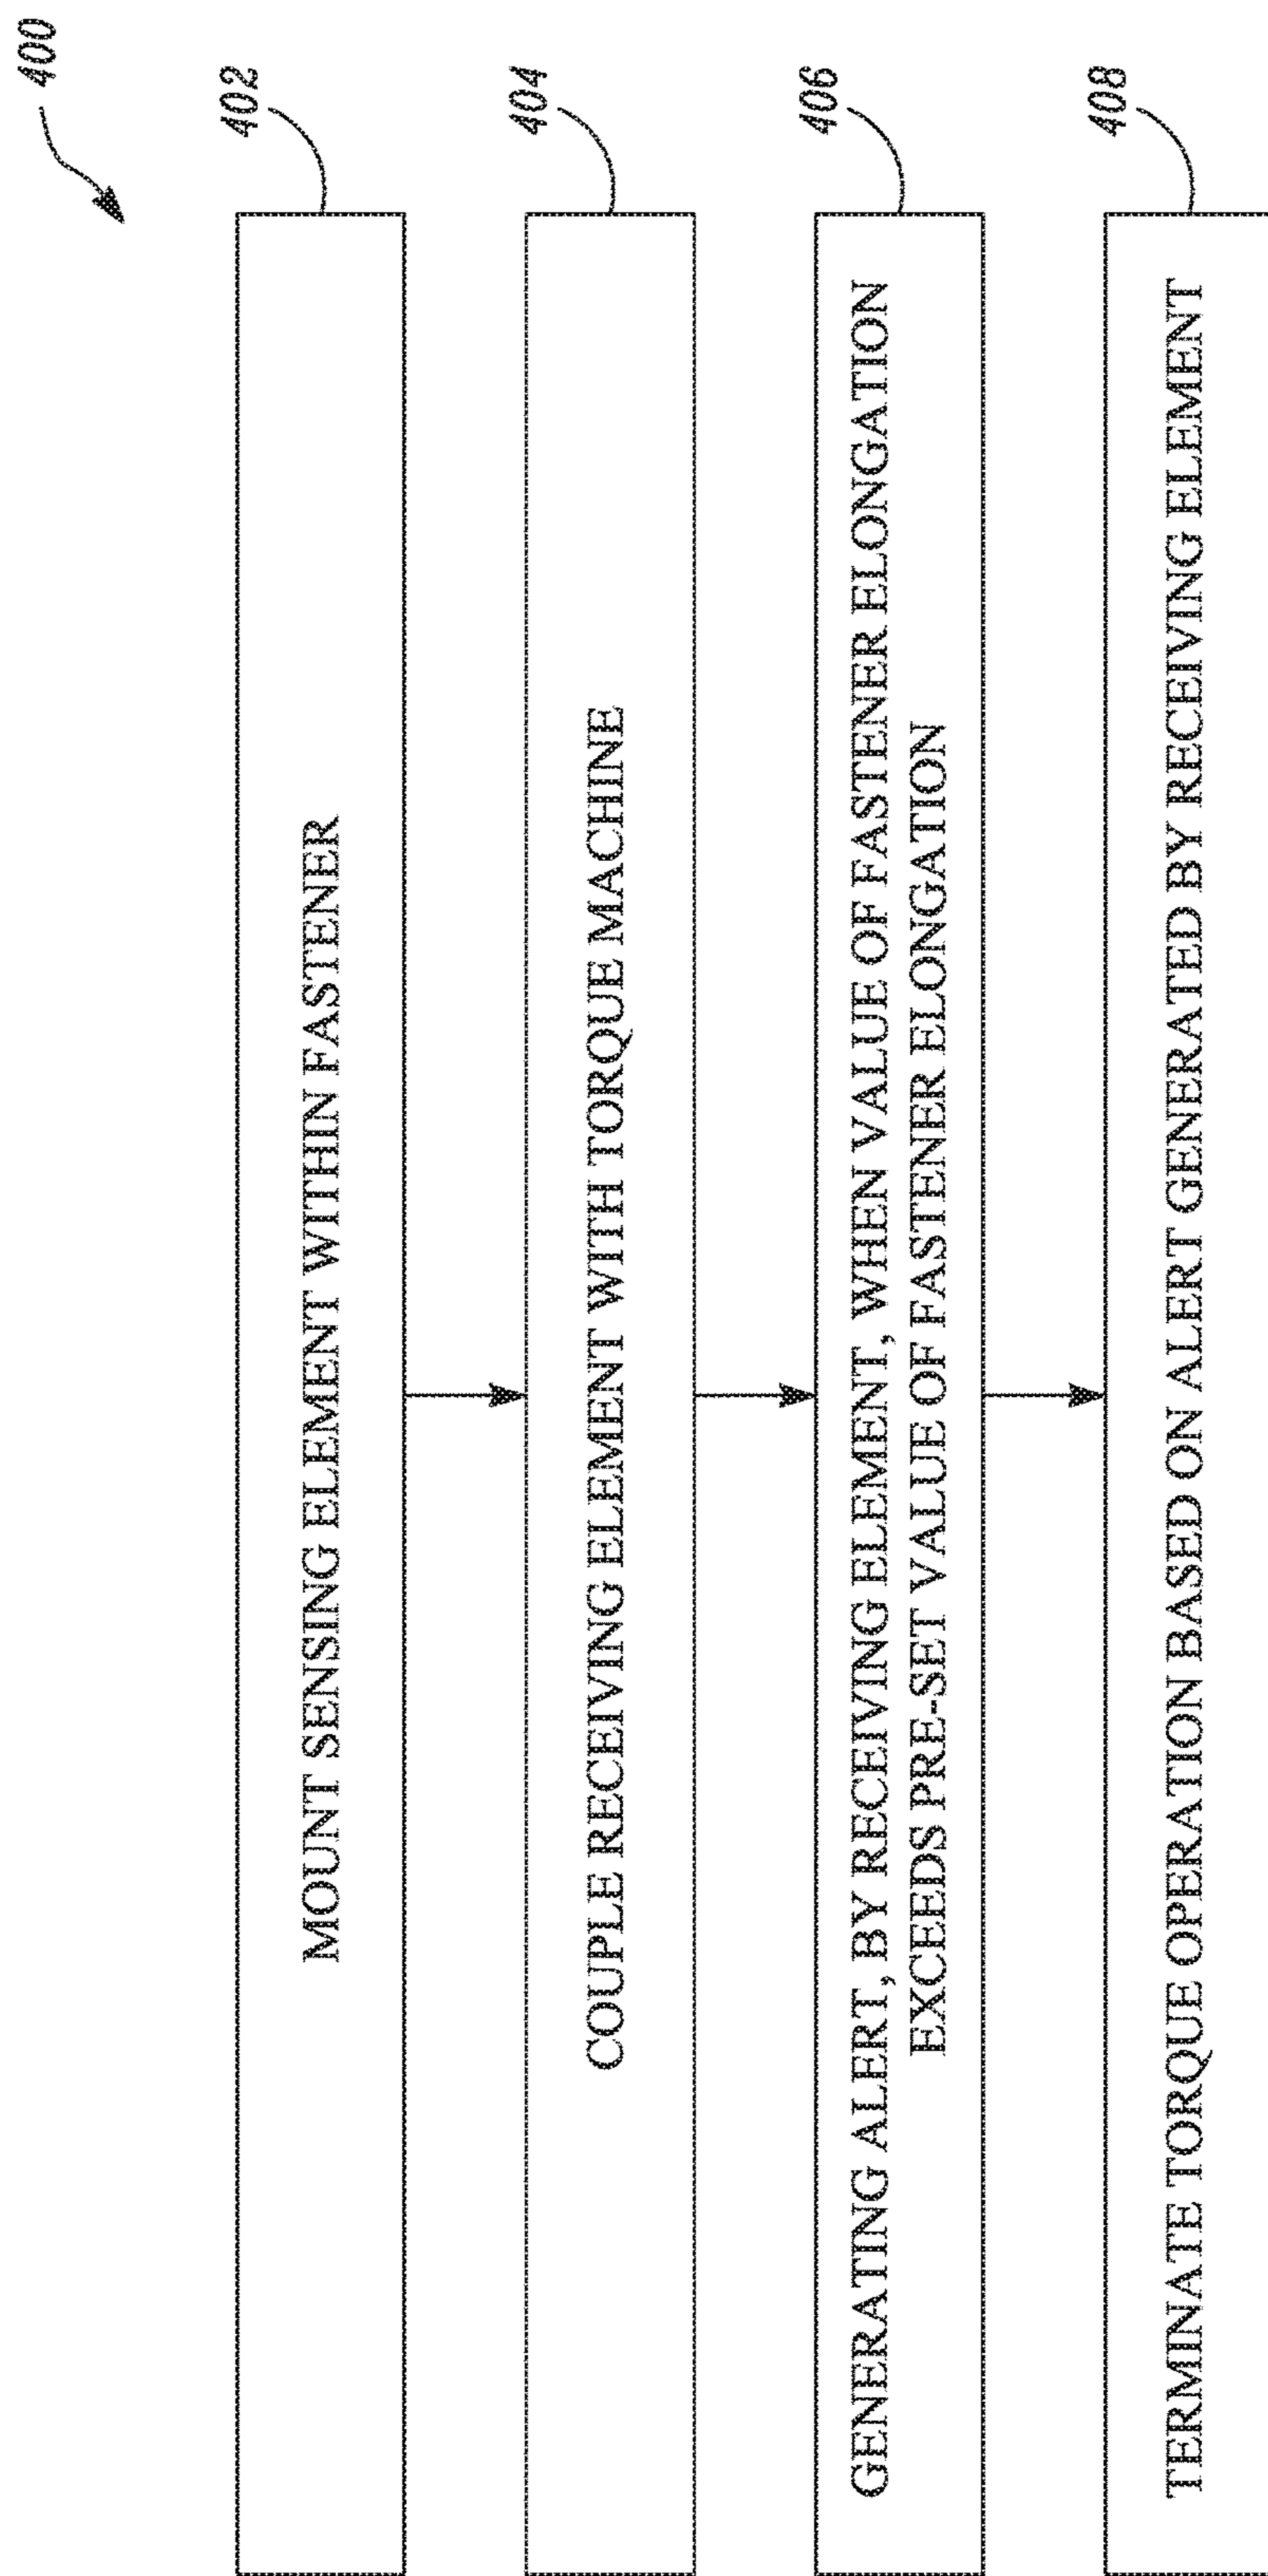 400
402
MOUNT SENSING ELEMENT WITHIN FASTENER
404
COUPLE RECEIVING ELEMENT WITH TORQUE MACHINE
406
GENERATING ALERT, BY RECEIVING ELEMENT, WHEN VALUE OF FASTENER ELONGATION
EXCEEDS PRE-SET VALUE OF FASTENER ELONGATION
408
TERMINATE TORQUE OPERATION BASED ON ALERT GENERATED BY RECEIVING ELEMENT